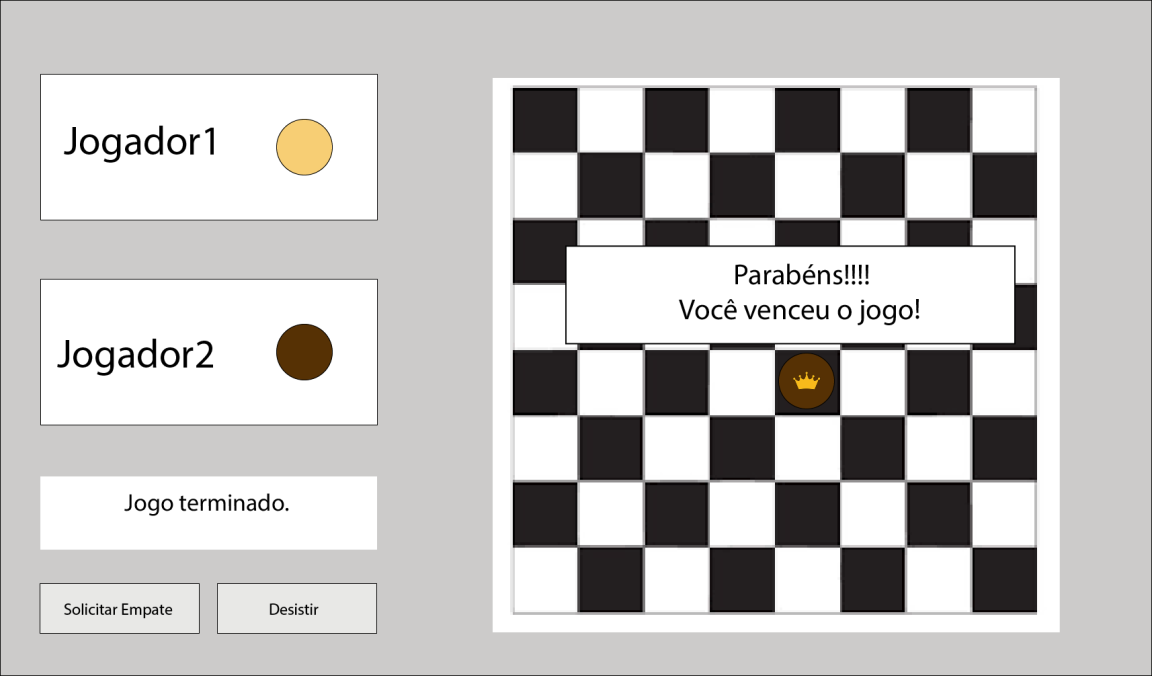 Jogador1
Jogador2
Jogo terminado.
Solicitar Empate
Desistir
Parabéns!!!!
Você venceu o jogo!